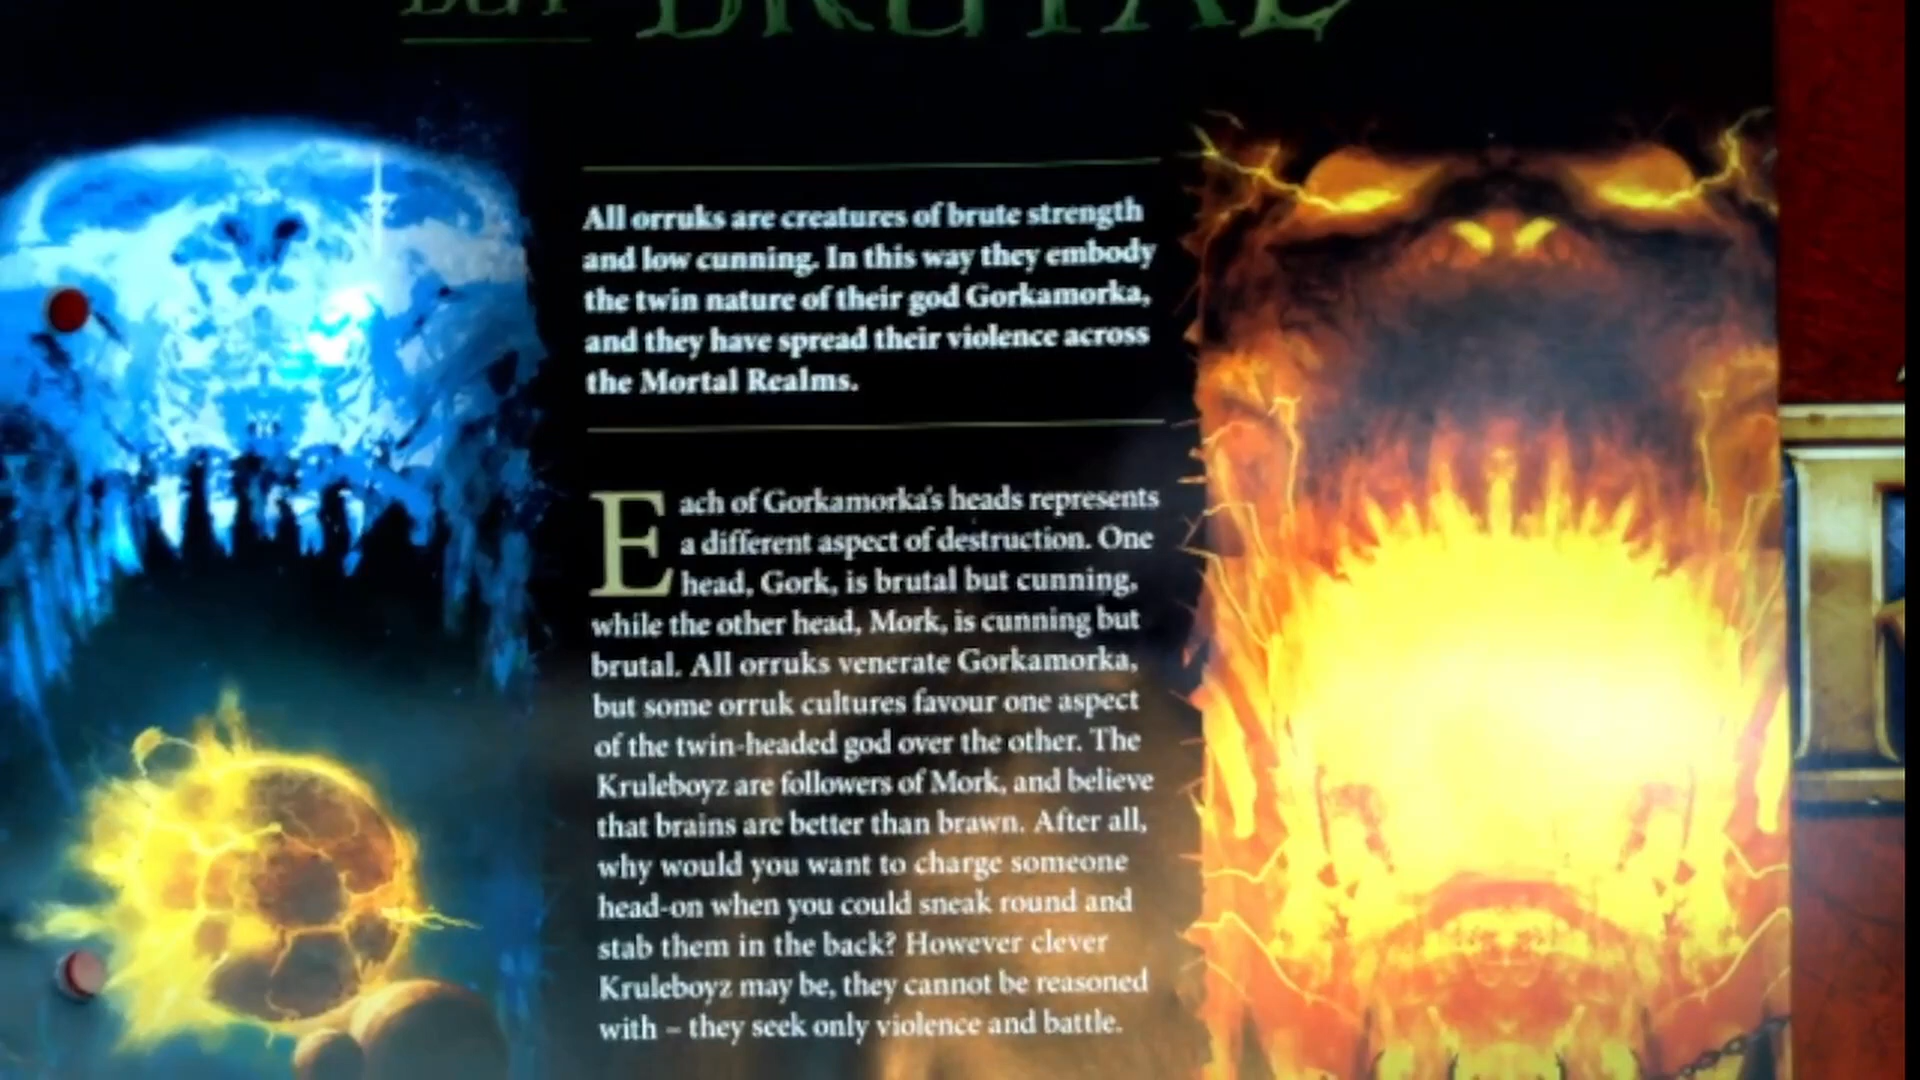 BUT BRUTAL
All orruks are creatures of brute strength
and low cunning. In this way they embody
the twin nature of their god Gorkamorka,
and they have spread their violence across
the Mortal Realms.
Each of Gorkamorka's heads represents
a different aspect of destruction. One
head, Gork, is brutal but cunning,
while the other head, Mork, is cunning but
brutal. All orruks venerate Gorkamorka,
but some orruk cultures favour one aspect
of the twin-headed god over the other. The
Kruleboyz are followers of Mork, and believe
that brains are better than brawn. After all,
why would you want to charge someone
head-on when you could sneak round and
stab them in the back? However clever
Kruleboyz may be, they cannot be reasoned
with – they seek only violence and battle.